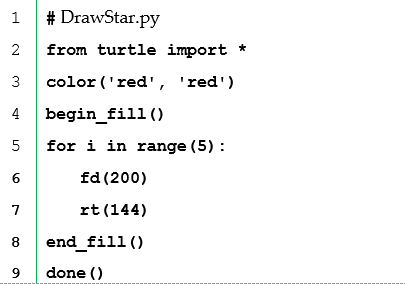 1 # DrawStar.py
2 from turtle import *
3 color('red', 'red')
4 begin_fill()
5 for i in range(5):
6     fd(200)
7     rt(144)
8 end_fill()
9 done()